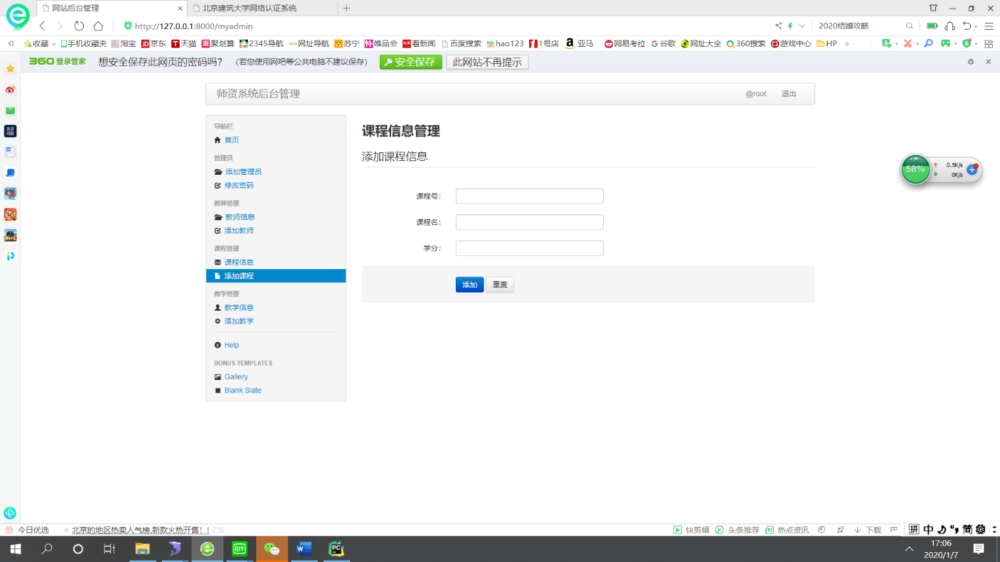 网站后台管理
北京建筑大学网络认证系统
http://127.0.0.1:8000/myadmin
2020结婚攻略
收藏 手机收藏夹 淘宝 京东 天猫 聚划算 2345导航 网址导航 苏宁 唯品会 看新闻 百度搜索 hao123 1号店 亚马 网易考拉 谷歌 网址大全 360搜索 游戏中心 HP »
360登录管家 想安全保存此网页的密码吗? (若您使用网吧等公共电脑不建议保存) 安全保存 此网站不再提示
师资系统后台管理 @root 退出
导航栏
首页
管理员
添加管理员
修改密码
教师管理
教师信息
添加教师
课程管理
课程信息
添加课程
教学管理
教学信息
添加教学
Help
BONUS TEMPLATES
Gallery
Blank Slate
课程信息管理
添加课程信息
课程号:
课程名:
学分:
添加 重置
58% 0.5K/s
0K/s
今日优选 北京的地区热卖人气榜,新款火热开售!!
快剪辑 头条推荐 热点资讯 下载
拼 中 简
17:06
2020/1/7